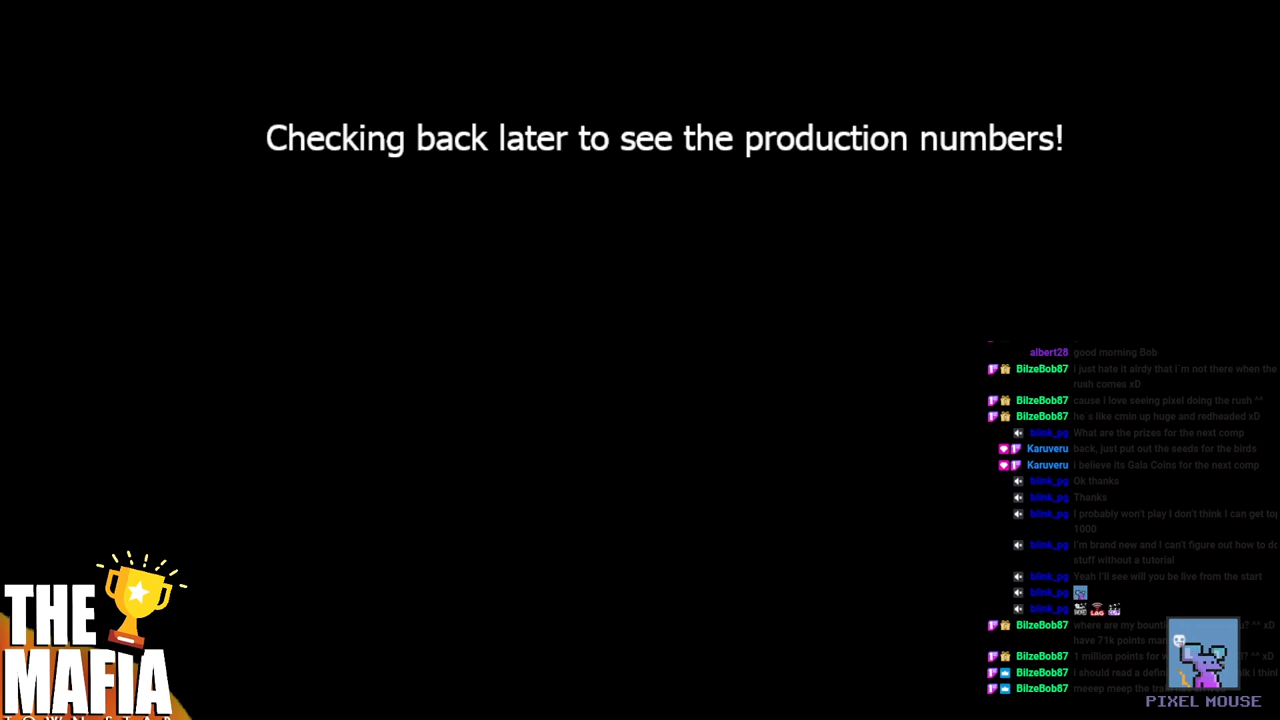 Checking back later to see the production numbers!
albert28 good morning Bob
BilzeBob87 i just hate it alrdy that i´m not there when the
rush comes xD
BilzeBob87 cause i love seeing pixel doing the rush ^^
BilzeBob87 he´s like cmin up huge and redheaded xD
blink_pg What are the prizes for the next comp
Karuveru back, just put out the seeds for the birds
Karuveru i believe its Gala Coins for the next comp
blink_pg Ok thanks
blink_pg Thanks
blink_pg I probably won't play I don't think I can get top
1000
blink_pg I'm brand new and I can't figure out how to do
stuff without a tutorial
blink_pg Yeah I'll see will you be live from the start
blink_pg
blink_pg LAG
BilzeBob87 where are my ^^ xD
have 71k points
BilzeBob87 1 million points for ^^ xD
BilzeBob87 i should read a i thin
BilzeBob87 meeep meep the
THE
MAFIA
TOWN STAR
PIXEL MOUSE